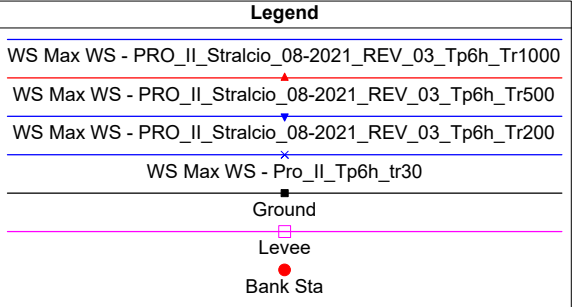 Legend
WS Max WS - PRO_II_Stralcio_08-2021_REV_03_Tp6h_Tr1000
WS Max WS - PRO_II_Stralcio_08-2021_REV_03_Tp6h_Tr500
WS Max WS - PRO_II_Stralcio_08-2021_REV_03_Tp6h_Tr200
WS Max WS - Pro_II_Tp6h_tr30
Ground
Levee
Bank Sta